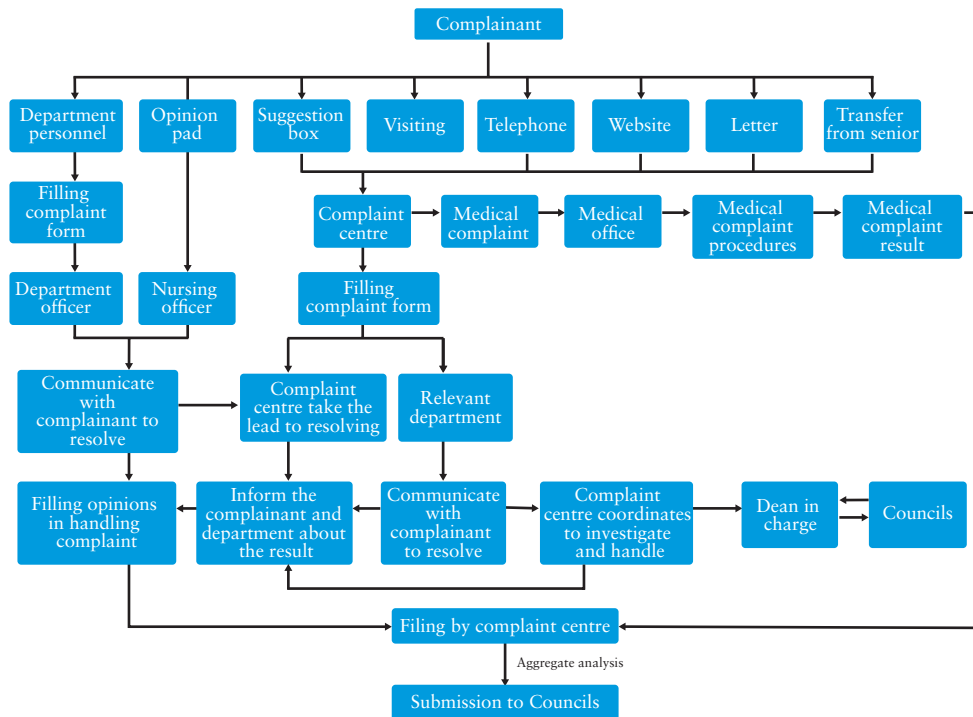 Complainant
Department
personnel
Opinion
pad
Suggestion
box
Visiting
Telephone
Website
Letter
Transfer
from senior
Filling
complaint
form
Complaint
centre
Medical
complaint
Medical
office
Medical
complaint
procedures
Medical
complaint
result
Department
officer
Nursing
officer
Filling
complaint form
Communicate
with
complainant to
resolve
Complaint
centre take the
lead to resolving
Relevant
department
Filling opinions
in handling
complaint
Inform the
complainant and
department about
the result
Communicate
with
complainant
to resolve
Complaint
centre coordinates
to investigate
and handle
Dean in
charge
Councils
Filing by complaint centre
Aggregate analysis
Submission to Councils